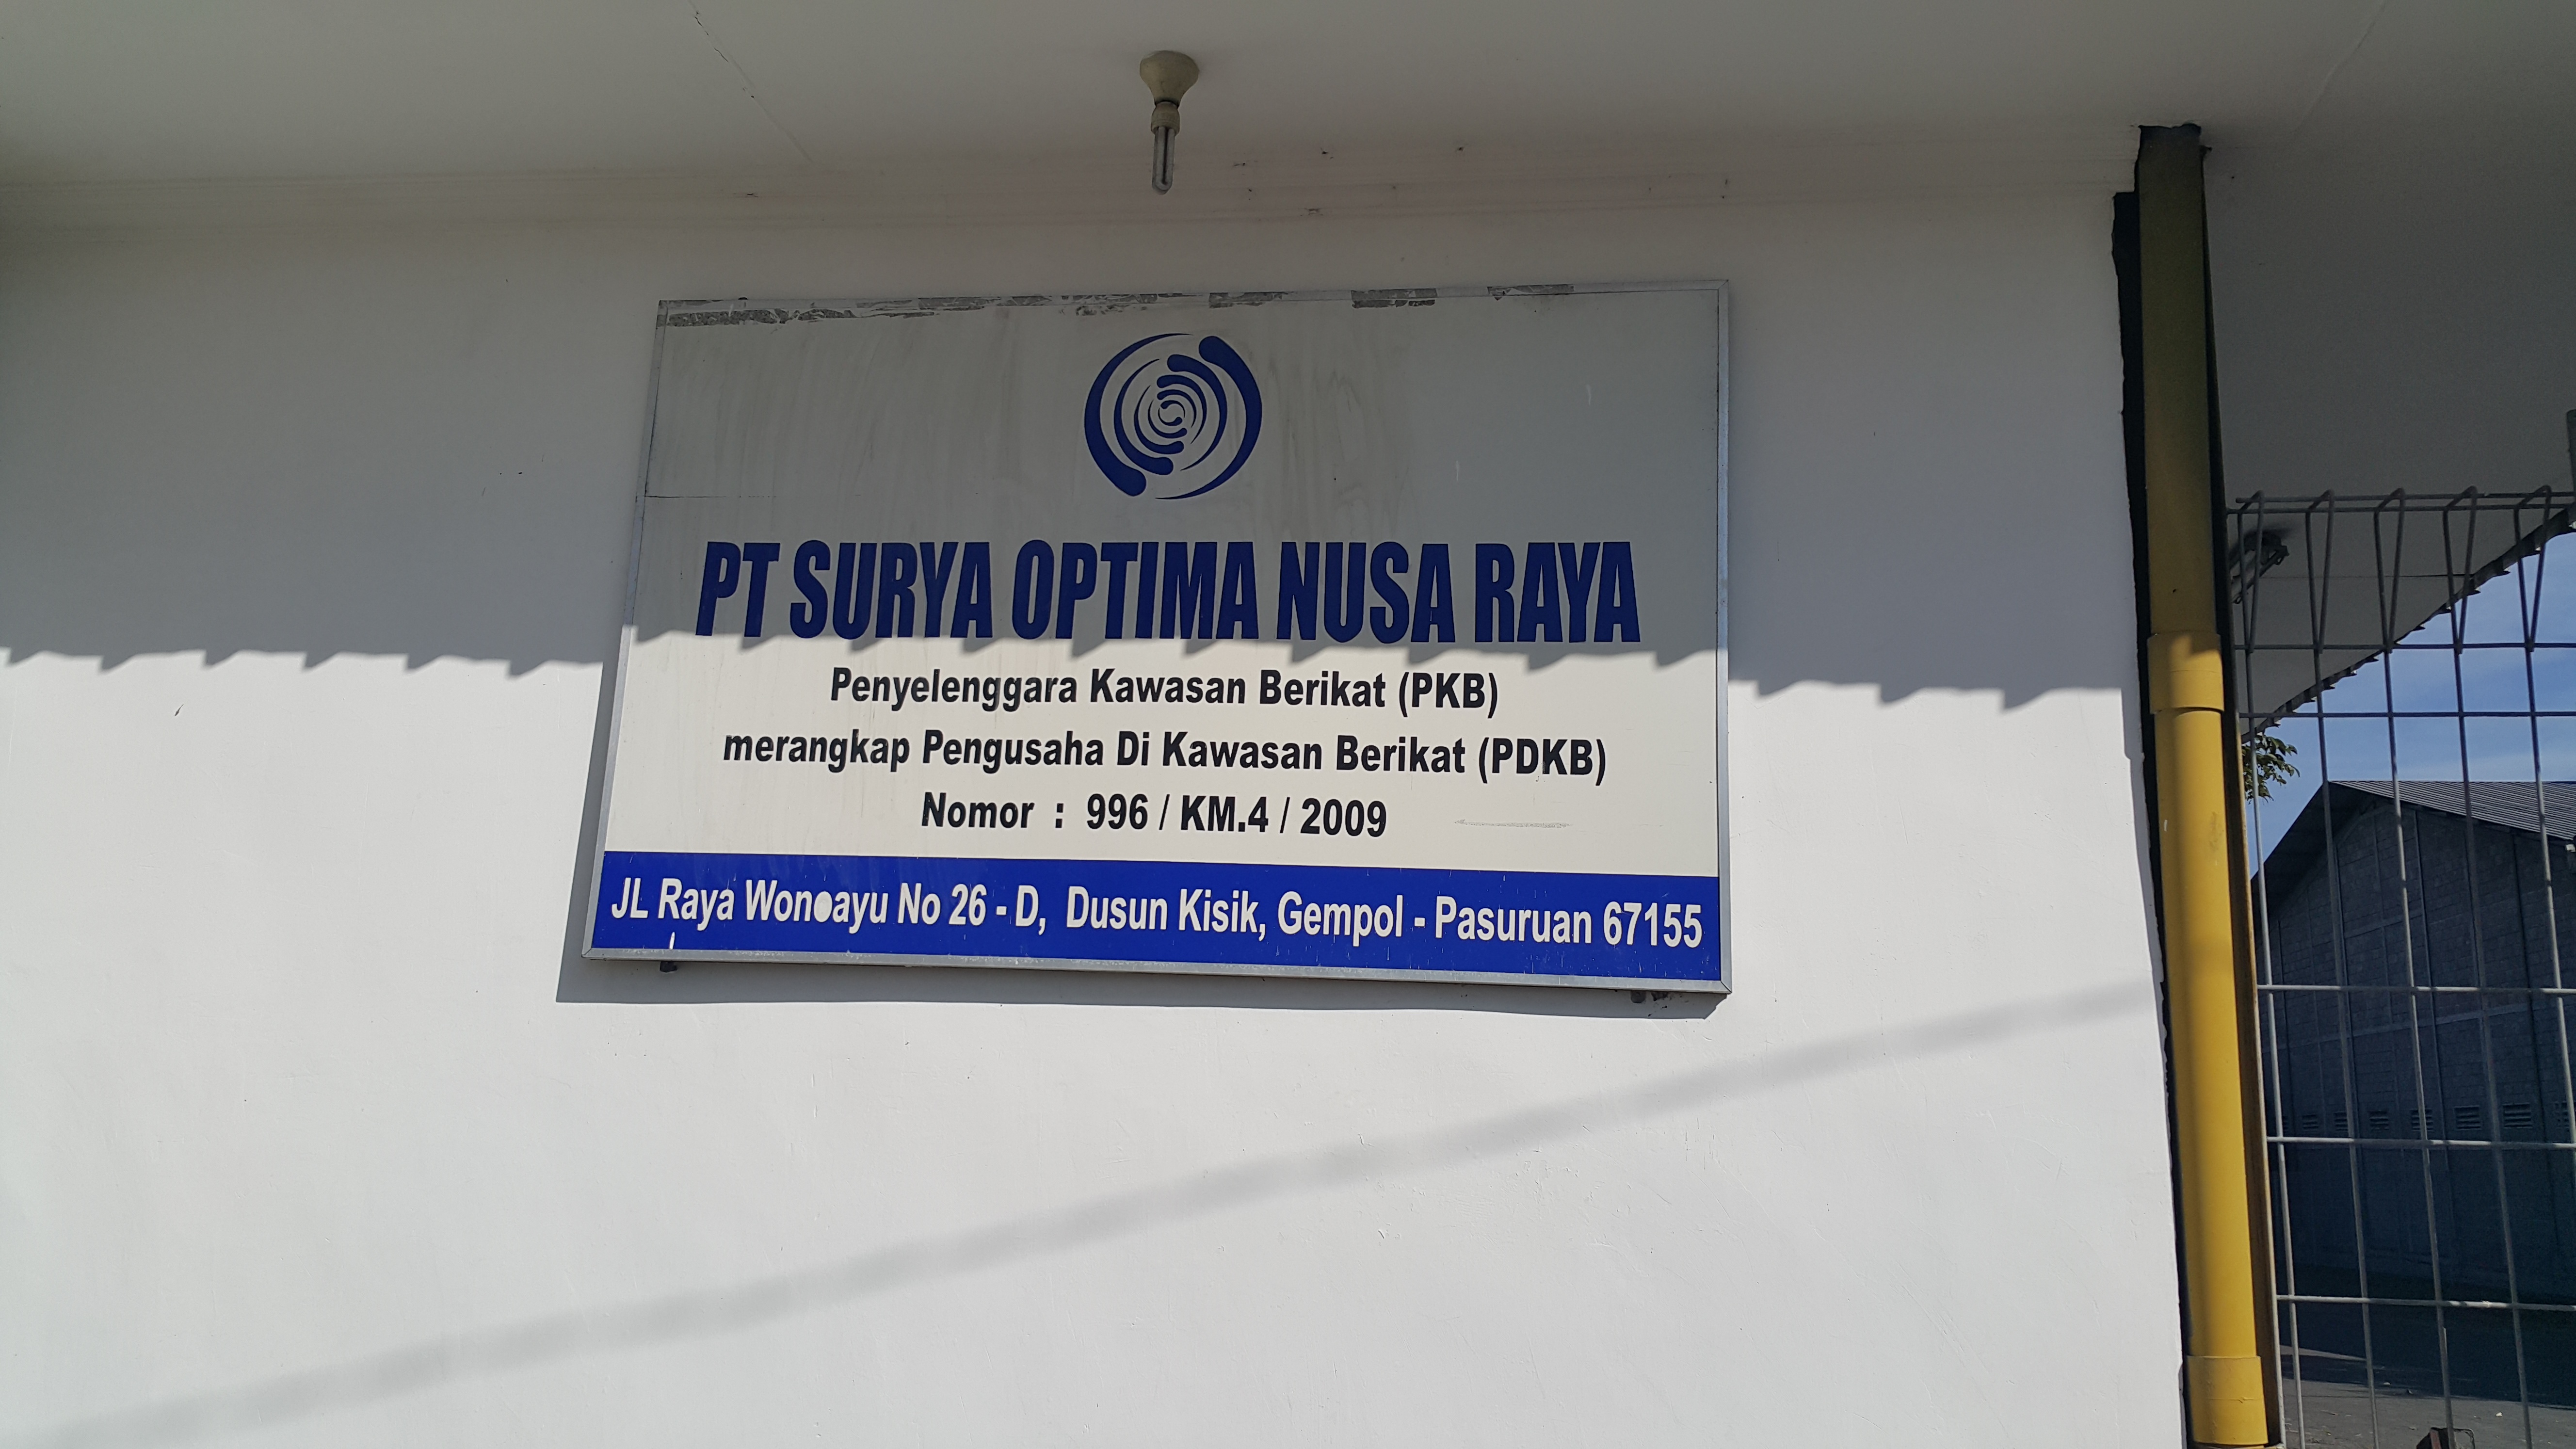 PT SURYA OPTIMA NUSA RAYA
Penyelenggara Kawasan Berikat (PKB)
merangkap Pengusaha Di Kawasan Berikat (PDKB)
Nomor : 996 / KM.4 / 2009
JL Raya Wonoayu No 26 - D, Dusun Kisik, Gempol - Pasuruan 67155